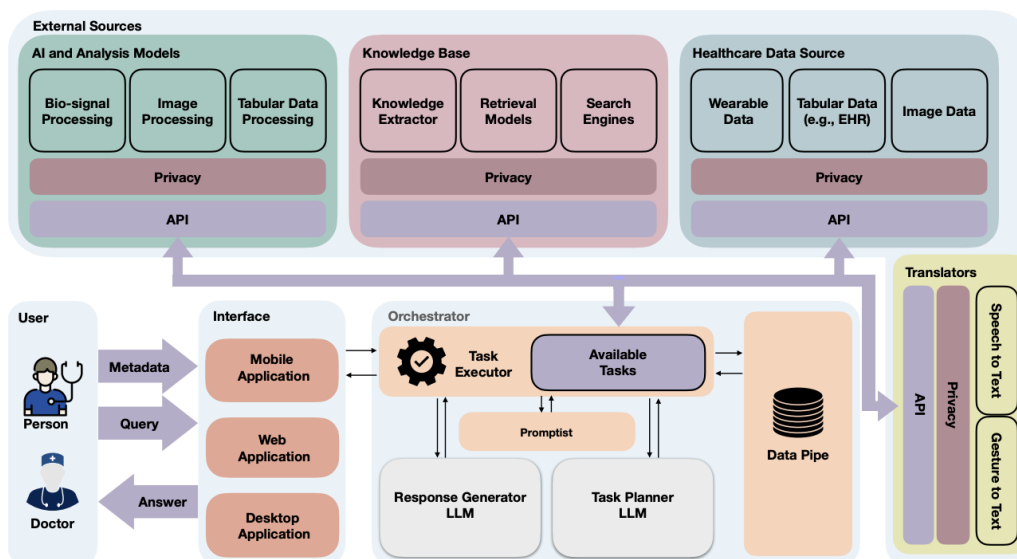 External Sources
AI and Analysis Models
Bio-signal
Processing
Image
Processing
Tabular Data
Processing
Privacy
API
Knowledge Base
Knowledge
Extractor
Retrieval
Models
Search
Engines
Privacy
API
Healthcare Data Source
Wearable
Data
Tabular Data
(e.g., EHR)
Image Data
Privacy
API
User
Person
Doctor
Metadata
Query
Answer
Interface
Mobile
Application
Web
Application
Desktop
Application
Orchestrator
Task
Executor
Available
Tasks
Promptist
Response Generator
LLM
Task Planner
LLM
Data Pipe
Translators
API
Privacy
Speech to Text
Gesture to Text